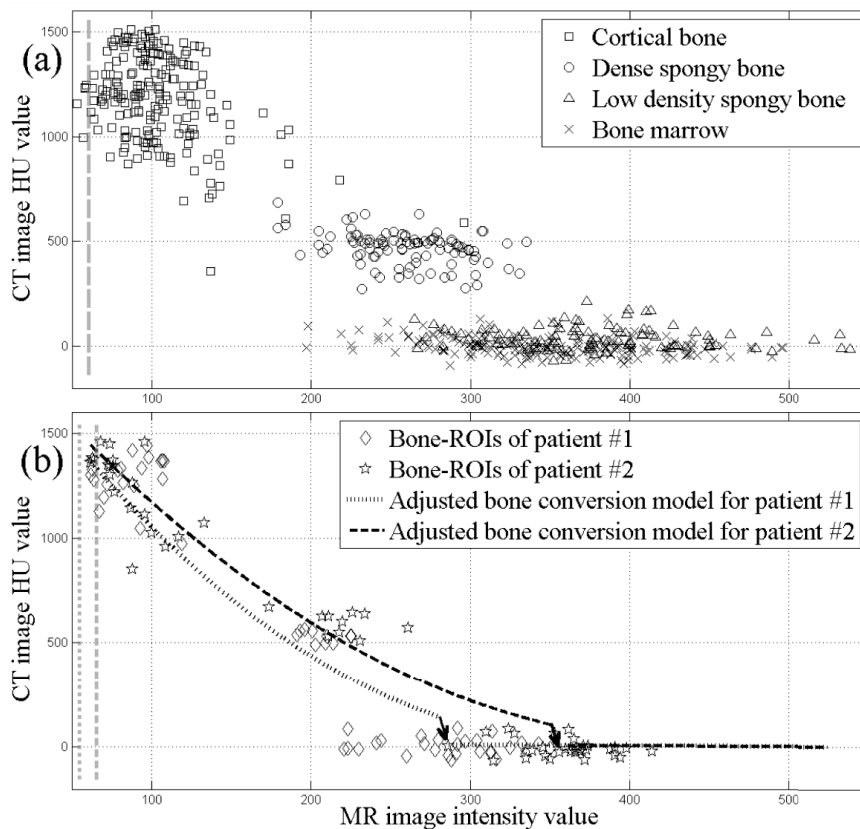 (a)
CT image HU value
1500
1000
500
0
100 200 300 400 500
Cortical bone
Dense spongy bone
Low density spongy bone
Bone marrow
(b)
CT image HU value
1500
1000
500
0
100 200 300 400 500
Bone-ROIs of patient #1
Bone-ROIs of patient #2
Adjusted bone conversion model for patient #1
Adjusted bone conversion model for patient #2
MR image intensity value